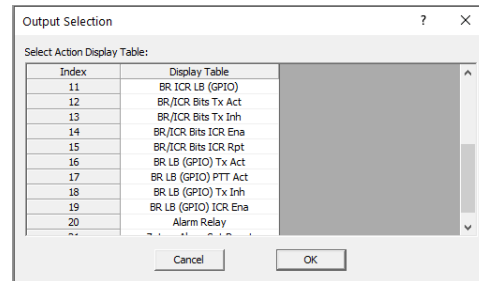 Output Selection ? ×
Select Action Display Table:
Index Display Table
11 BR ICR LB (GPIO)
12 BR/ICR Bits Tx Act
13 BR/ICR Bits Tx Inh
14 BR/ICR Bits ICR Ena
15 BR/ICR Bits ICR Rpt
16 BR LB (GPIO) Tx Act
17 BR LB (GPIO) PTT Act
18 BR LB (GPIO) Tx Inh
19 BR LB (GPIO) ICR Ena
20 Alarm Relay
Cancel OK